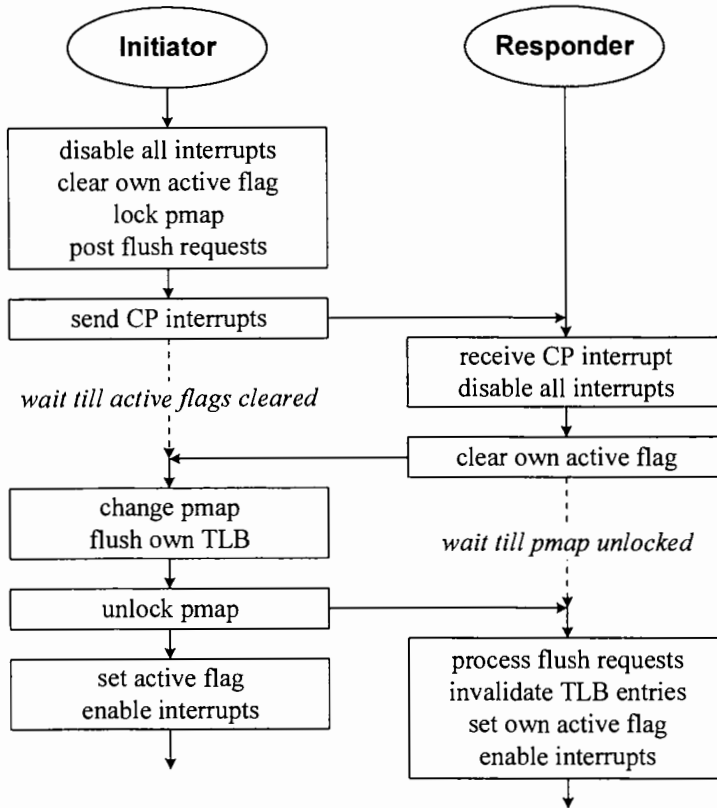 Initiator
Responder
disable all interrupts
clear own active flag
lock pmap
post flush requests
send CP interrupts
receive CP interrupt
disable all interrupts
wait till active flags cleared
clear own active flag
change pmap
flush own TLB
wait till pmap unlocked
unlock pmap
process flush requests
invalidate TLB entries
set own active flag
enable interrupts
set active flag
enable interrupts